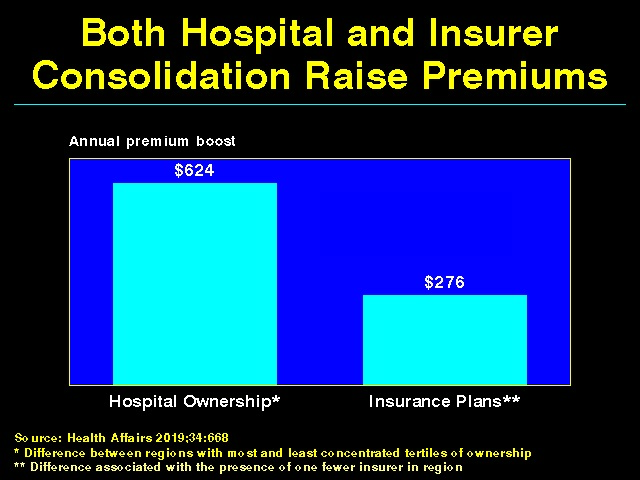 Both Hospital and Insurer
Consolidation Raise Premiums
Annual premium boost
$624
$276
Hospital Ownership*
Insurance Plans**
Source: Health Affairs 2019;34:668
* Difference between regions with most and least concentrated tertiles of ownership
** Difference associated with the presence of one fewer insurer in region